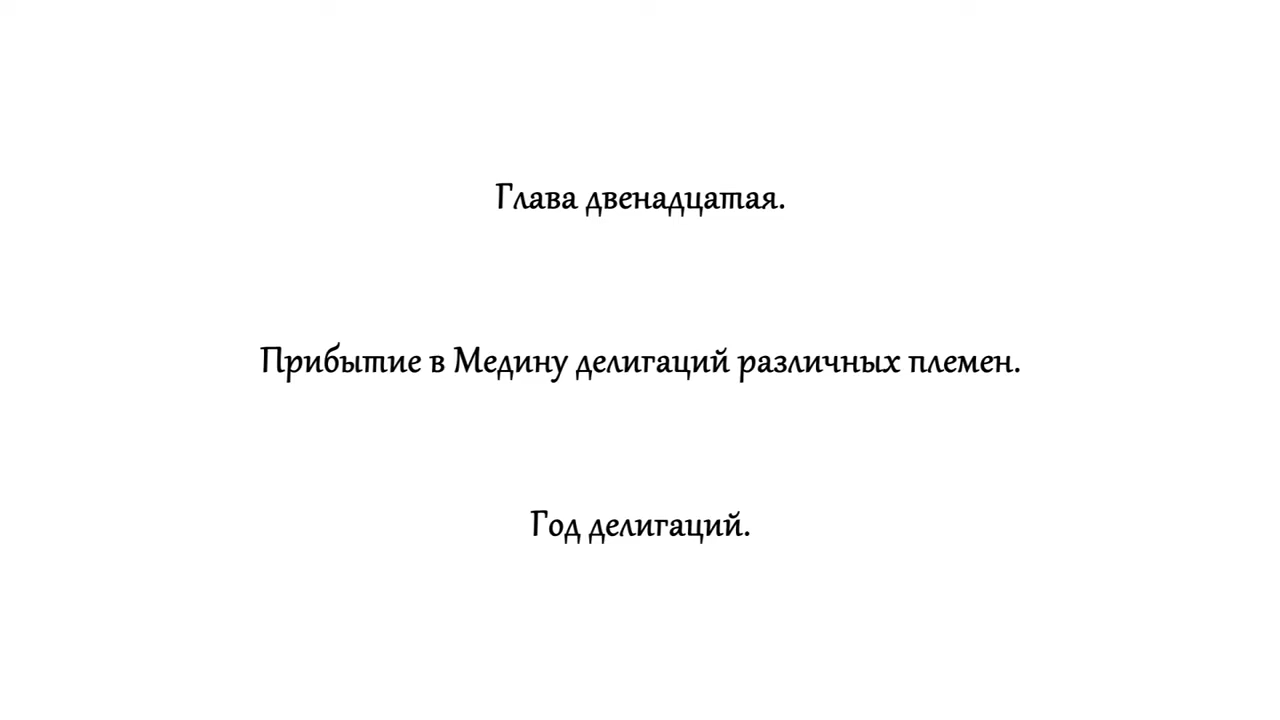 Глава двенадцатая.
Прибытие в Медину делигаций различных племен.
Год делигаций.